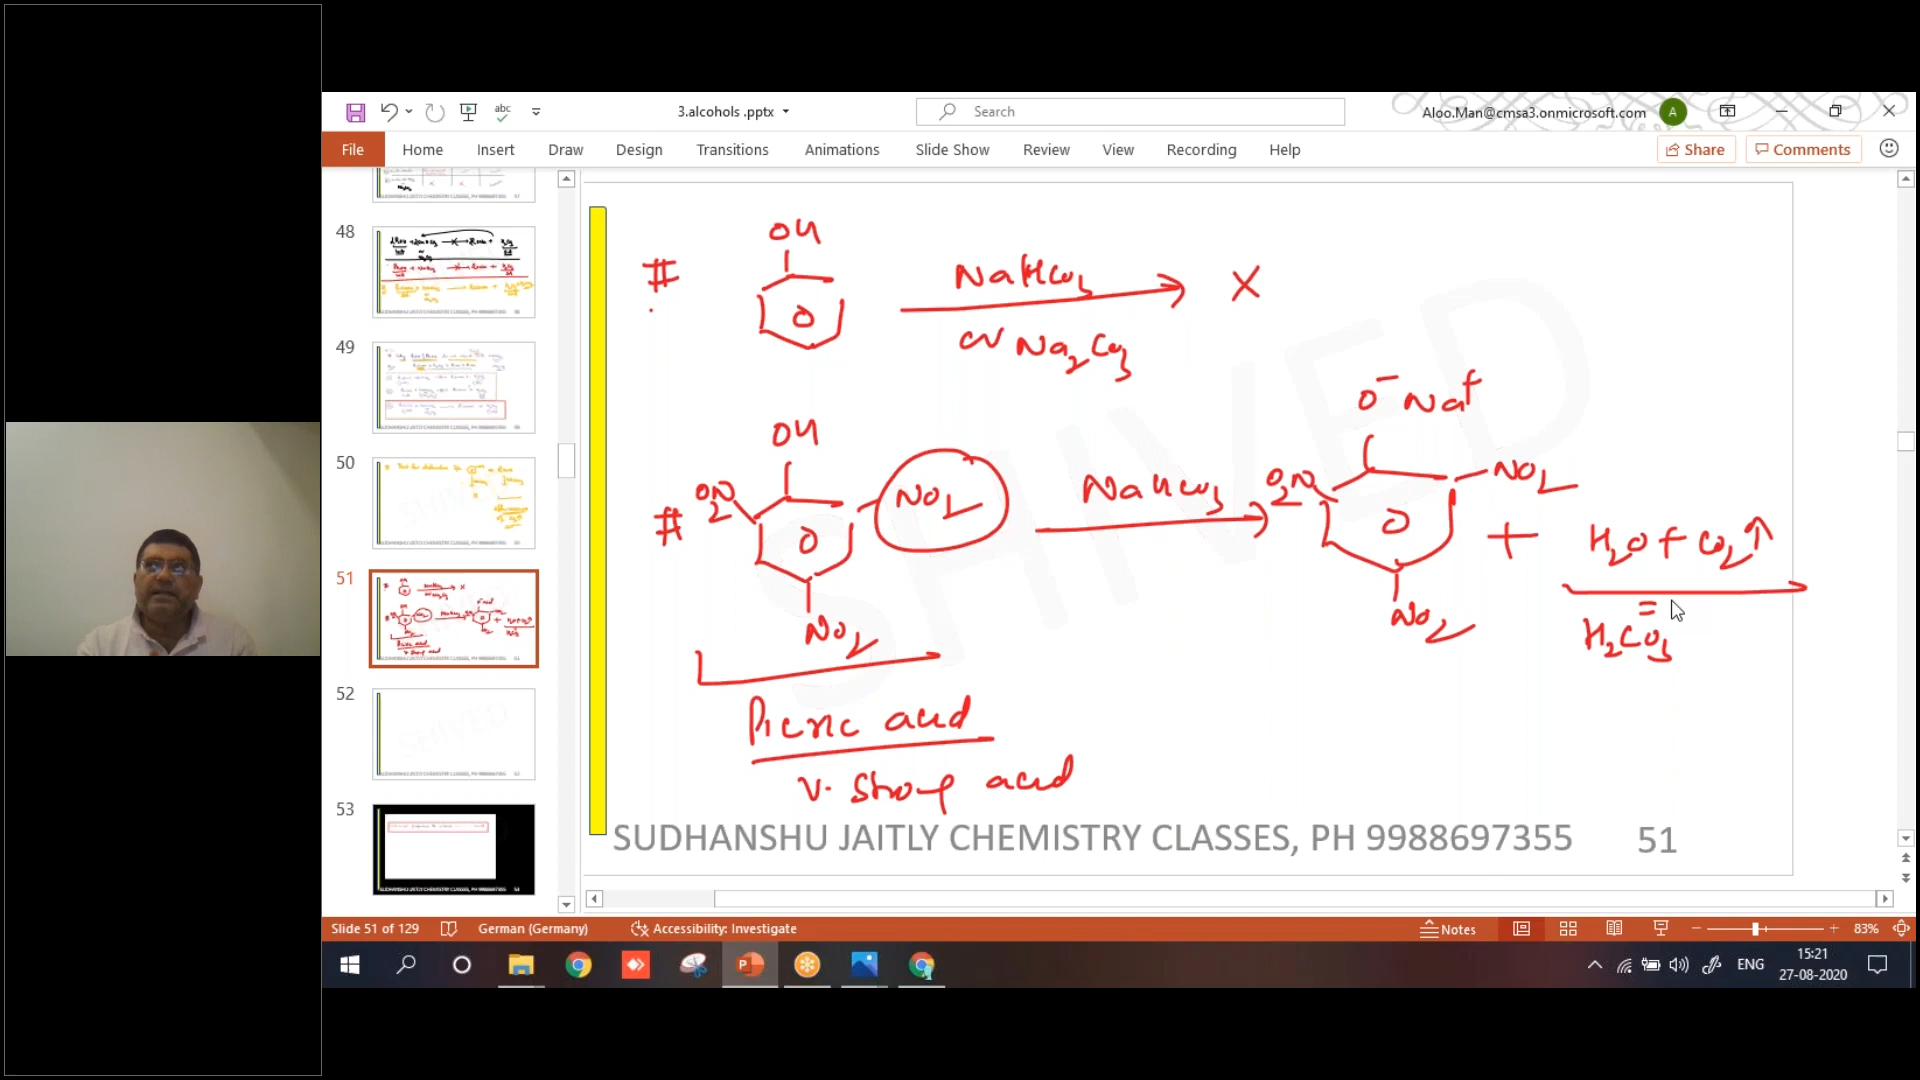 3.alcohols .pptx
Search
Aloo.Man@cmsa3.onmicrosoft.com
A
File Home Insert Draw Design Transitions Animations Slide Show Review View Recording Help
Share Comments
48
49
50
51
52
53
OH
# NaHCO3 X
or Na2CO3
O- Na+
OH
# O2N NO2 NaHCO3 O2N NO2
+ H2O + CO2↑
=
NO2 NO2 H2CO3
Picric acid
V. Strong acid
SHIVED
SUDHANSHU JAITLY CHEMISTRY CLASSES, PH 9988697355 51
Slide 51 of 129 German (Germany) Accessibility: Investigate Notes 83%
ENG
15:21
27-08-2020